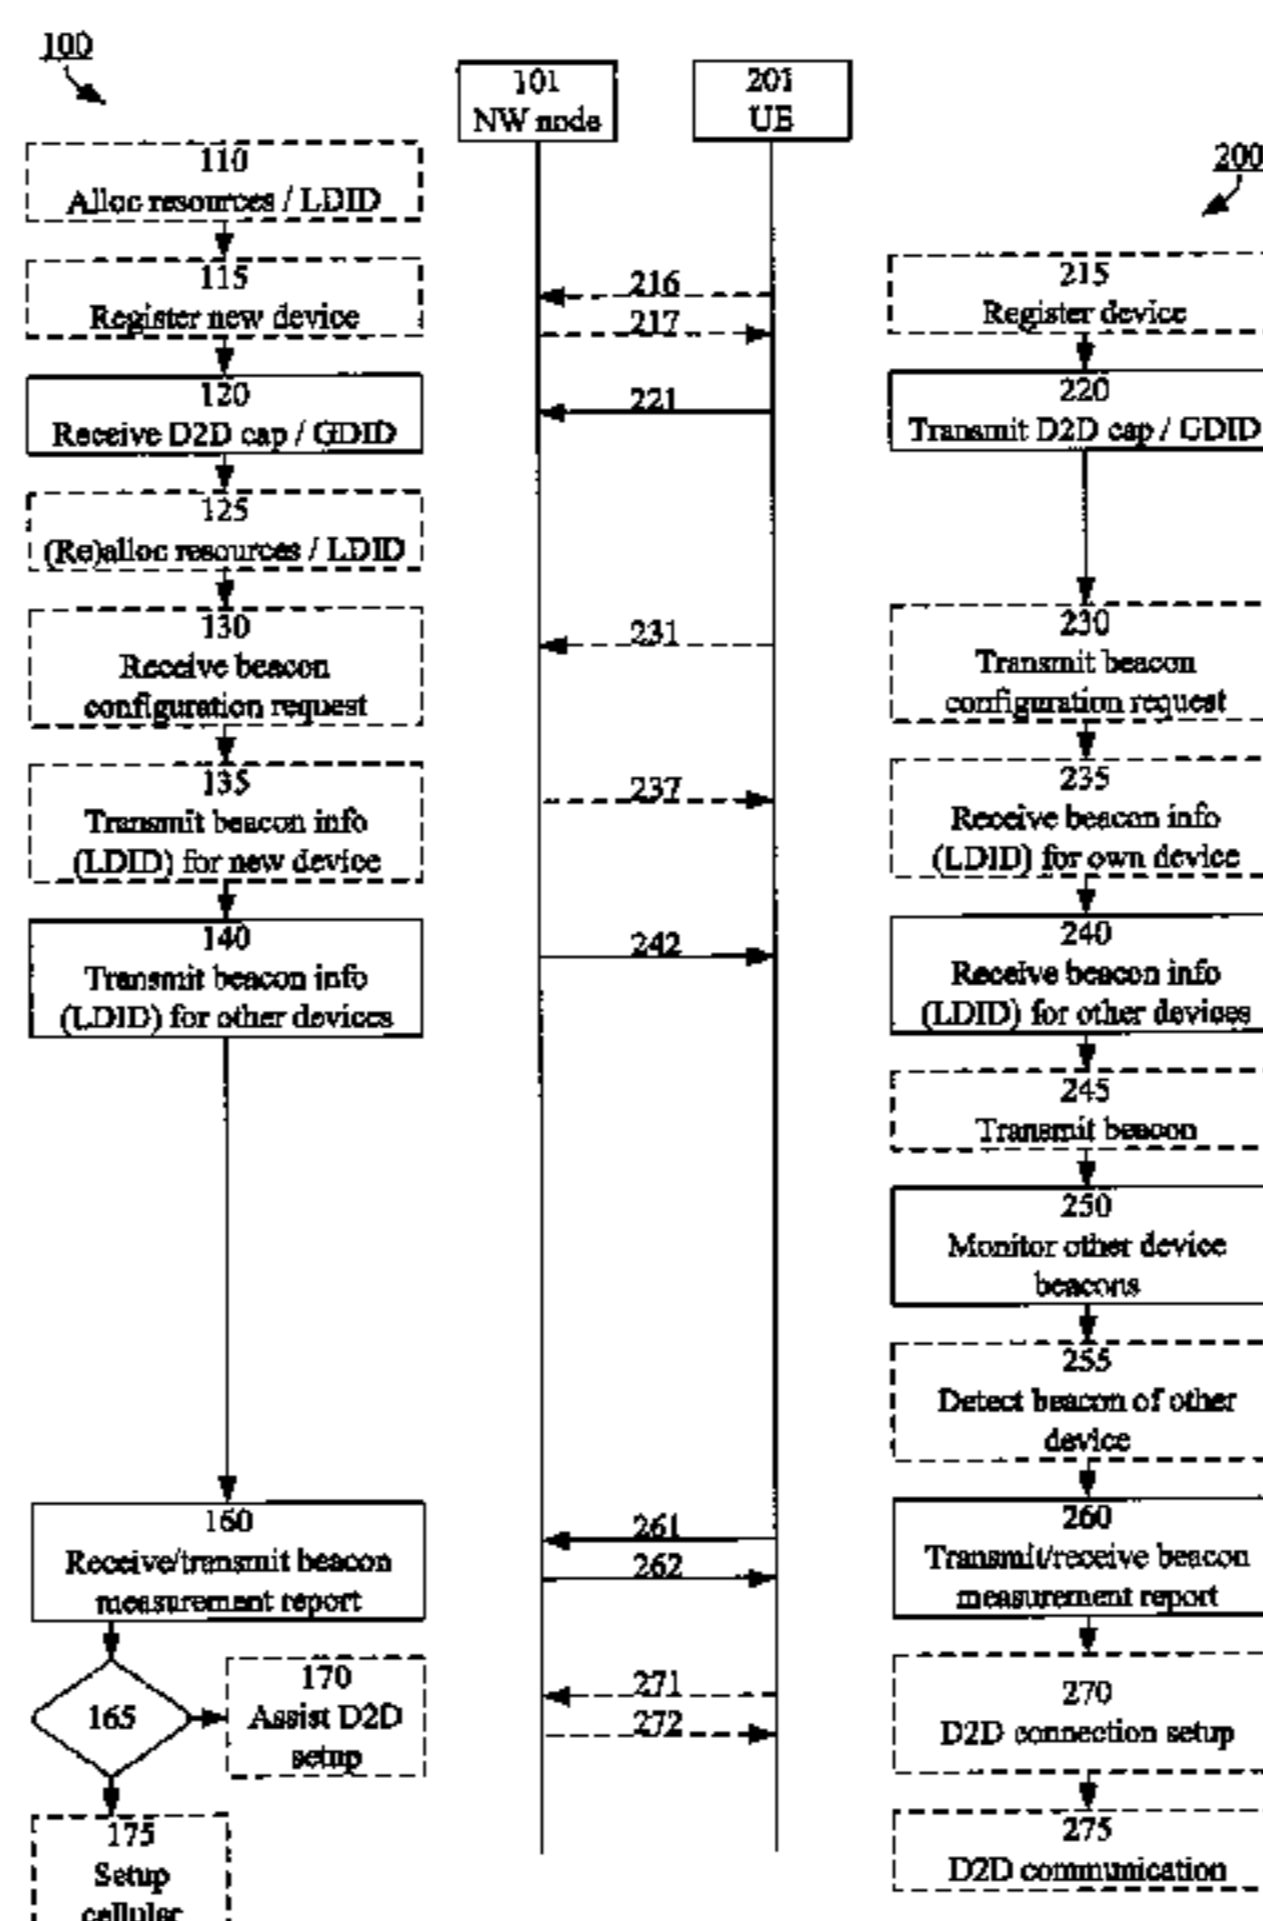 100
110
Alloc resources / LDID
115
Register new device
120
Receive D2D cap / GDID
125
(Re)alloc resources / LDID
130
Receive beacon
configuration request
135
Transmit beacon info
(LDID) for new device
140
Transmit beacon info
(LDID) for other devices
160
Receive/transmit beacon
measurement report
165
170
Assist D2D
setup
175
Setup
cellular
101
NW node
201
UE
216
217
221
231
237
242
261
262
271
272
200
215
Register device
220
Transmit D2D cap / GDID
230
Transmit beacon
configuration request
235
Receive beacon info
(LDID) for own device
240
Receive beacon info
(LDID) for other devices
245
Transmit beacon
250
Monitor other device
beacons
255
Detect beacon of other
device
260
Transmit/receive beacon
measurement report
270
D2D connection setup
275
D2D communication